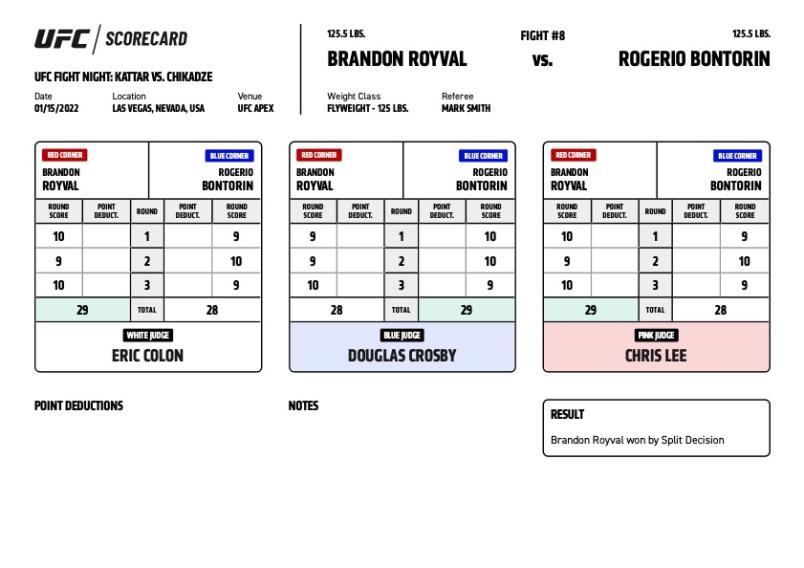 UFC SCORECARD
UFC FIGHT NIGHT: KATTAR VS. CHIKADZE
Date Location Venue
01/15/2022 LAS VEGAS, NEVADA, USA UFC APEX
125.5 LBS. FIGHT #8 125.5 LBS.
BRANDON ROYVAL VS. ROGERIO BONTORIN
Weight Class Referee
FLYWEIGHT - 125 LBS. MARK SMITH
RED CORNER BLUE CORNER
BRANDON ROGERIO
ROYVAL BONTORIN
ROUND SCORE POINT DEDUCT. ROUND POINT DEDUCT. ROUND SCORE
10 1 9
9 2 10
10 3 9
29 TOTAL 28
WHITE JUDGE
ERIC COLON
RED CORNER BLUE CORNER
BRANDON ROGERIO
ROYVAL BONTORIN
ROUND SCORE POINT DEDUCT. ROUND POINT DEDUCT. ROUND SCORE
9 1 10
9 2 10
10 3 9
28 TOTAL 29
BLUE JUDGE
DOUGLAS CROSBY
RED CORNER BLUE CORNER
BRANDON ROGERIO
ROYVAL BONTORIN
ROUND SCORE POINT DEDUCT. ROUND POINT DEDUCT. ROUND SCORE
10 1 9
9 2 10
10 3 9
29 TOTAL 28
PINK JUDGE
CHRIS LEE
POINT DEDUCTIONS
NOTES
RESULT
Brandon Royval won by Split Decision